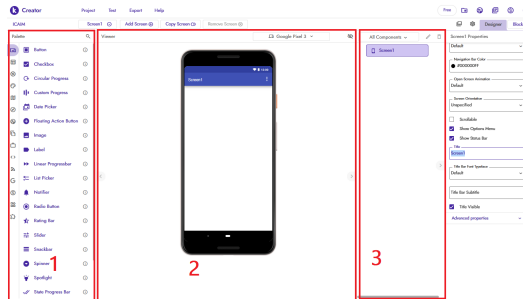 Creator Project Test Export Help Free
ICAIM Screen1 Add Screen Copy Screen Remove Screen Designer Block
Palette
Viewer
Google Pixel 3
All Components
Screen1 Properties
Button
Checkbox
Circular Progress
Custom Progress
Date Picker
Floating Action Button
Image
Label
Linear Progressbar
List Picker
Notifier
Radio Button
Rating Bar
Slider
Snackbar
Spinner
Spotlight
State Progress Bar
1
Screen1
2
Screen1
3
Default
Navigation Bar Color
#000000FF
Open Screen Animation
Default
Screen Orientation
Unspecified
Scrollable
Show Options Menu
Show Status Bar
Title
Screen1
Title Bar Font Typeface
Default
Title Bar Subtitle
Title Visible
Advanced properties